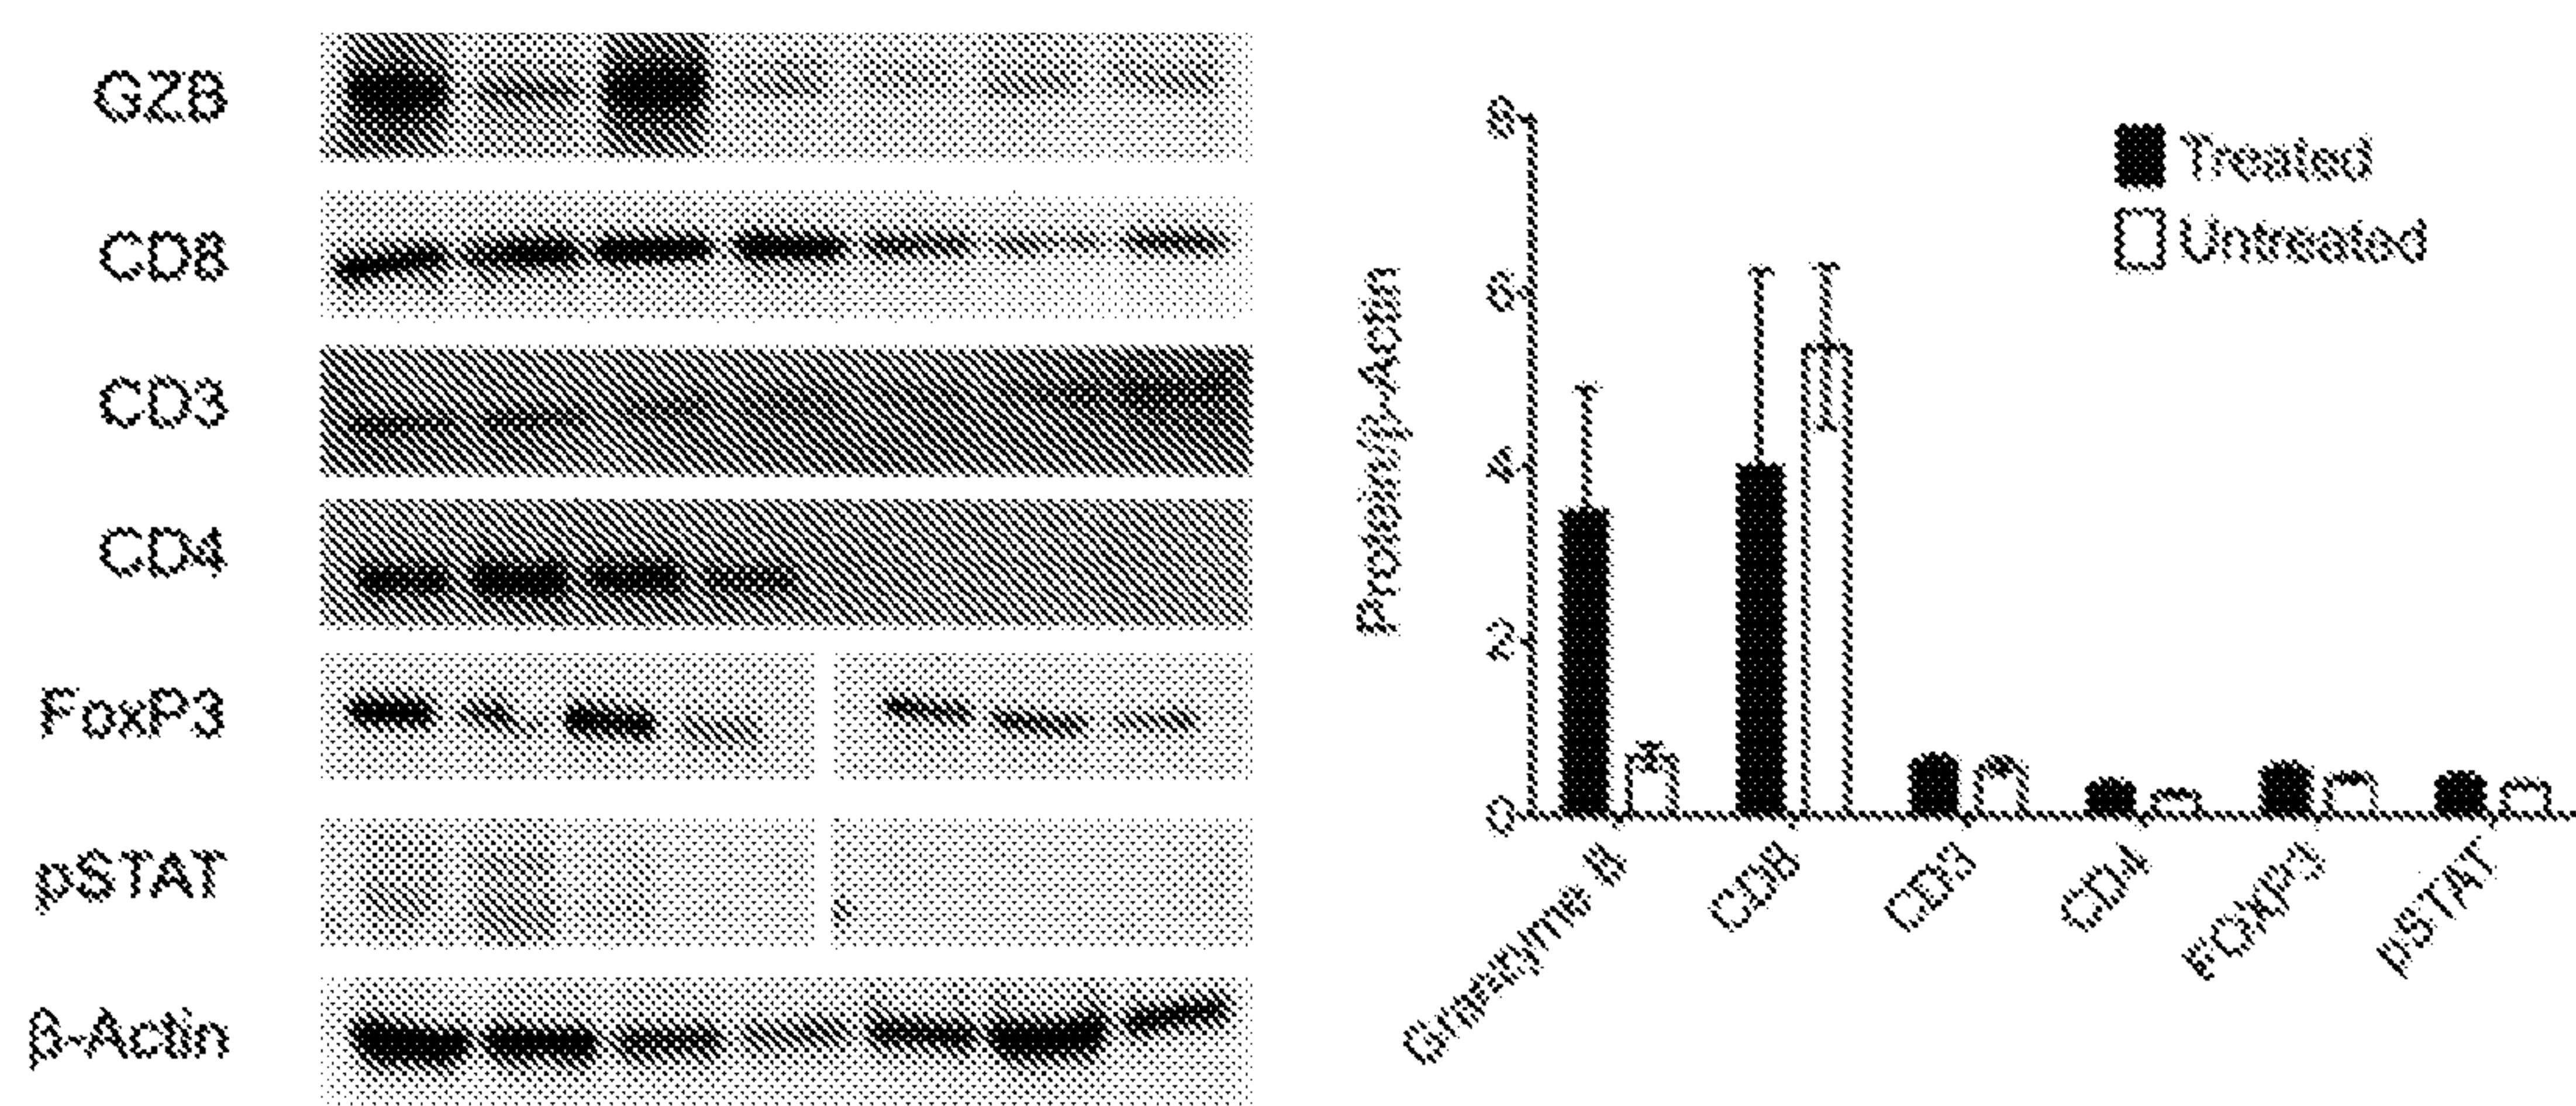 GZB
CD8
CD3
CD4
FoxP3
pSTAT
β-Actin
Protein/β-Actin
8
6
4
2
0
Treated
Untreated
Granzyme B
CD8
CD3
CD4
FOXP3
pSTAT